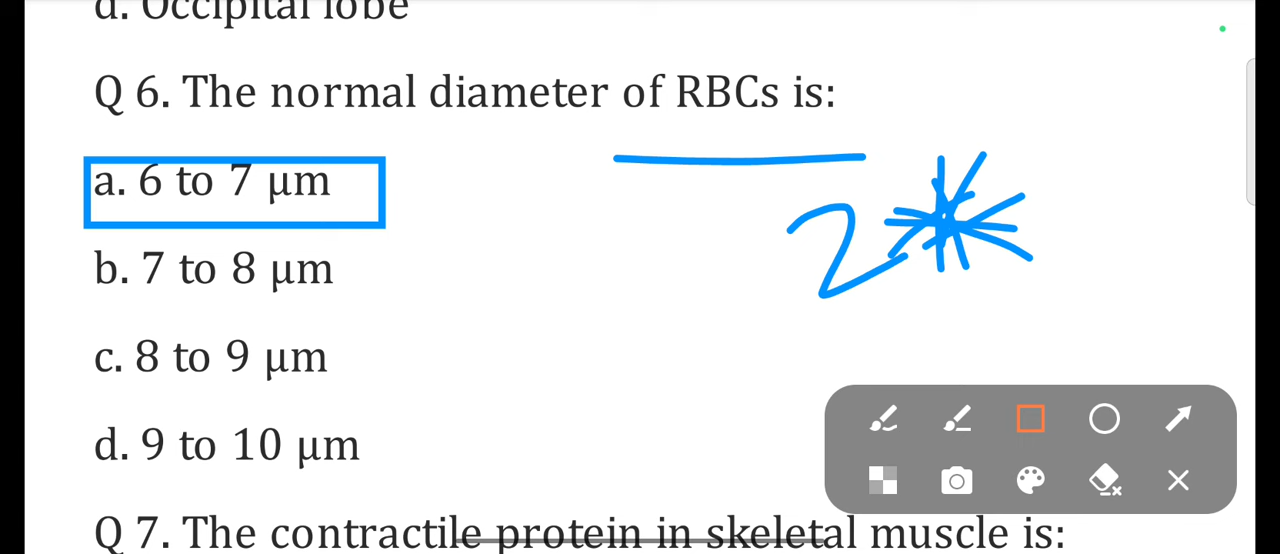 d. Occipital lobe
Q 6. The normal diameter of RBCs is:
a. 6 to 7 μm
2*
b. 7 to 8 μm
c. 8 to 9 μm
d. 9 to 10 μm
Q 7. The contractile protein in skeletal muscle is: